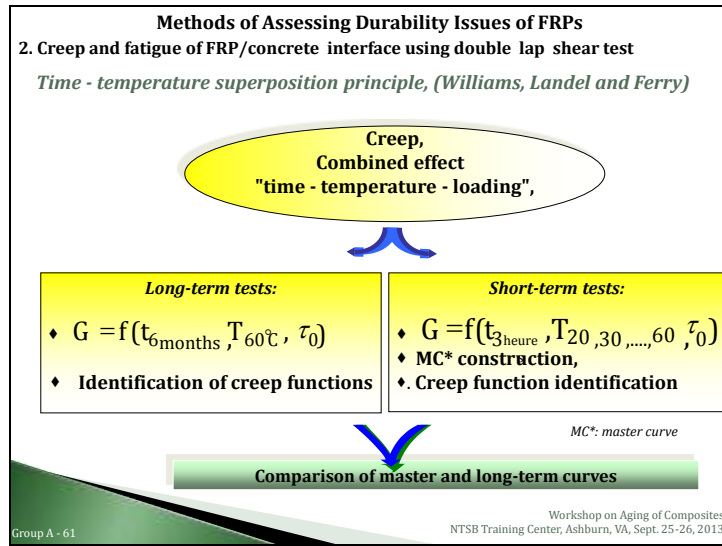 Methods of Assessing Durability Issues of FRPs
2. Creep and fatigue of FRP/concrete interface using double lap shear test
Time - temperature superposition principle, (Williams, Landel and Ferry)
Creep,
Combined effect
"time - temperature - loading",
Long-term tests:
♦ G =f(t6months ,T60℃ , τ0)
♦ Identification of creep functions
Short-term tests:
♦ G =f(t3heure ,T20 ,30 ,....,60 , τ0)
♦ MC* construction,
♦. Creep function identification
MC*: master curve
Comparison of master and long-term curves
Workshop on Aging of Composites
NTSB Training Center, Ashburn, VA, Sept. 25-26, 2013
Group A - 61